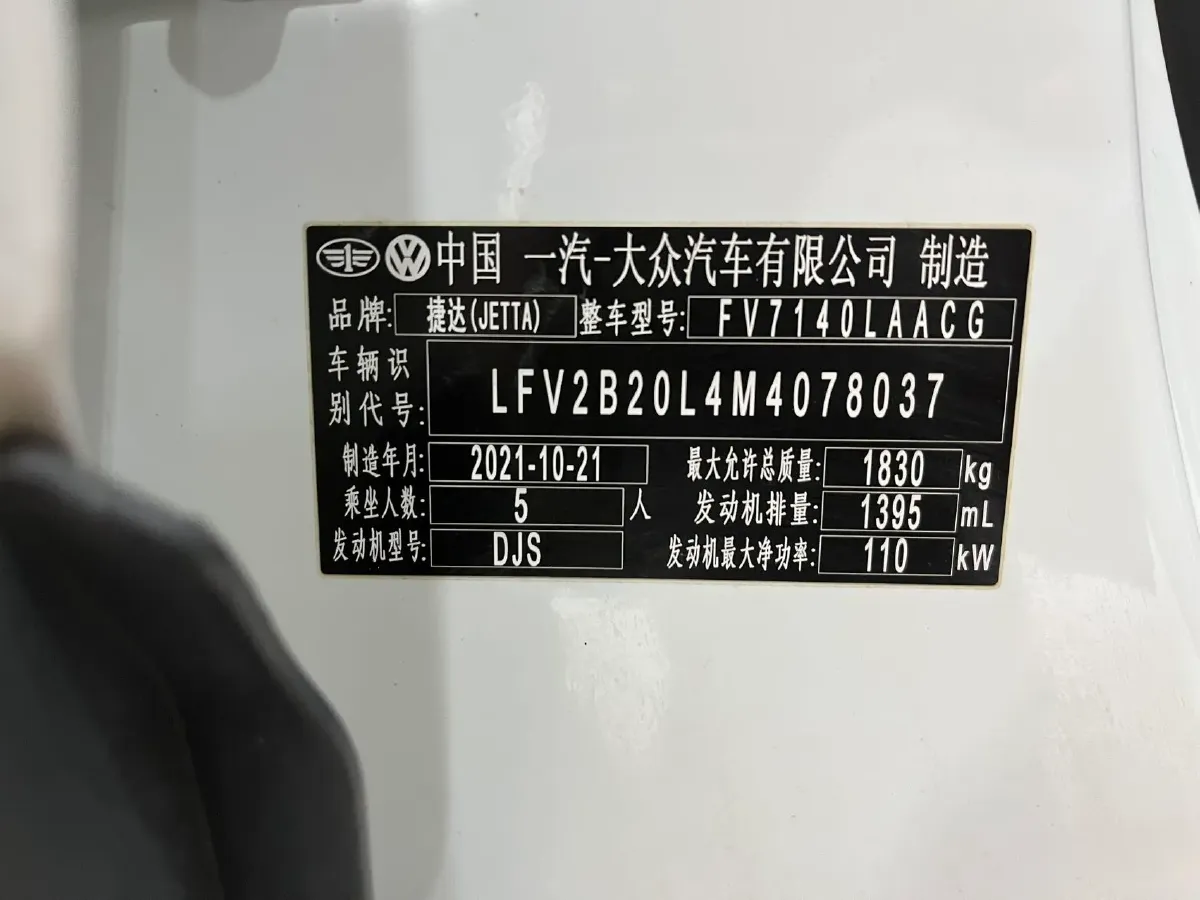 中国 一汽-大众汽车有限公司 制造
品牌: 捷达(JETTA) 整车型号: FV7140LAACG
车辆识别代号: LFV2B20L4M4078037
制造年月: 2021-10-21 最大允许总质量: 1830 kg
乘坐人数: 5 人 发动机排量: 1395 mL
发动机型号: DJS 发动机最大净功率: 110 kW